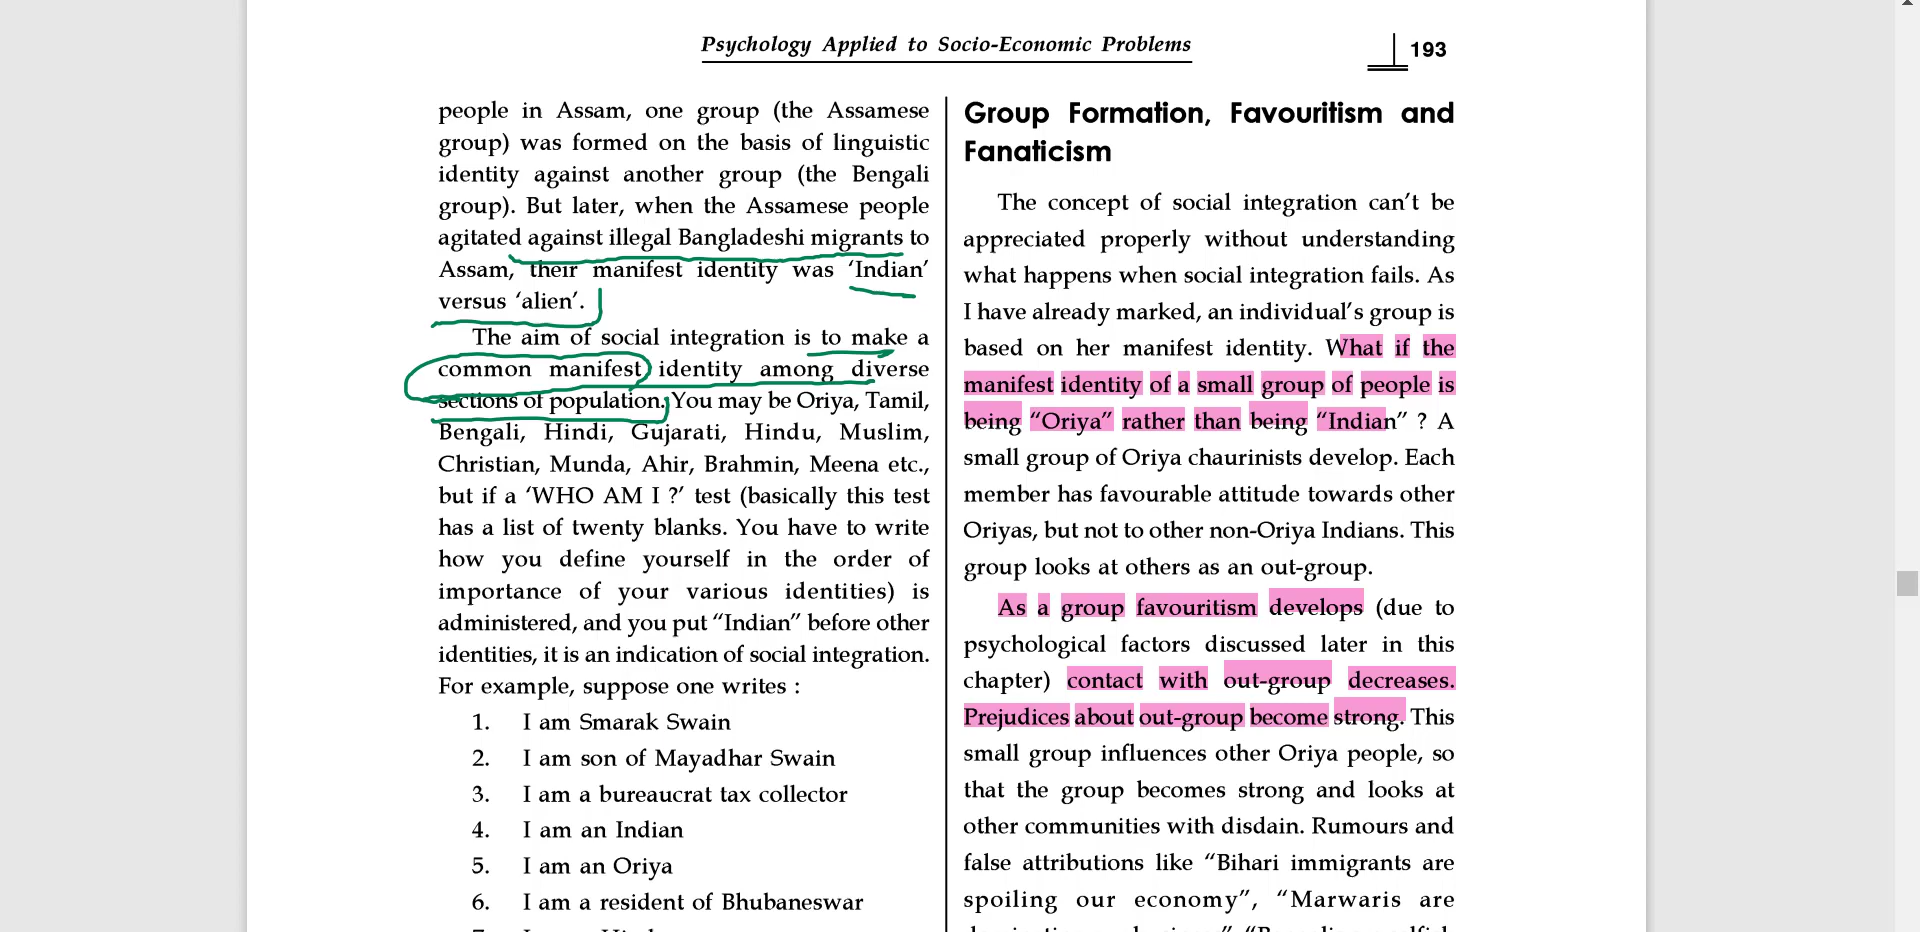 Psychology Applied to Socio-Economic Problems
193
people in Assam, one group (the Assamese
group) was formed on the basis of linguistic
identity against another group (the Bengali
group). But later, when the Assamese people
agitated against illegal Bangladeshi migrants to
Assam, their manifest identity was ‘Indian’
versus ‘alien’.
The aim of social integration is to make a
common manifest identity among diverse
sections of population. You may be Oriya, Tamil,
Bengali, Hindi, Gujarati, Hindu, Muslim,
Christian, Munda, Ahir, Brahmin, Meena etc.,
but if a ‘WHO AM I ?’ test (basically this test
has a list of twenty blanks. You have to write
how you define yourself in the order of
importance of your various identities) is
administered, and you put “Indian” before other
identities, it is an indication of social integration.
For example, suppose one writes :
1. I am Smarak Swain
2. I am son of Mayadhar Swain
3. I am a bureaucrat tax collector
4. I am an Indian
5. I am an Oriya
6. I am a resident of Bhubaneswar
Group Formation, Favouritism and
Fanaticism
The concept of social integration can’t be
appreciated properly without understanding
what happens when social integration fails. As
I have already marked, an individual’s group is
based on her manifest identity. What if the
manifest identity of a small group of people is
being “Oriya” rather than being “Indian” ? A
small group of Oriya chaurinists develop. Each
member has favourable attitude towards other
Oriyas, but not to other non-Oriya Indians. This
group looks at others as an out-group.
As a group favouritism develops (due to
psychological factors discussed later in this
chapter) contact with out-group decreases.
Prejudices about out-group become strong. This
small group influences other Oriya people, so
that the group becomes strong and looks at
other communities with disdain. Rumours and
false attributions like “Bihari immigrants are
spoiling our economy”, “Marwaris are